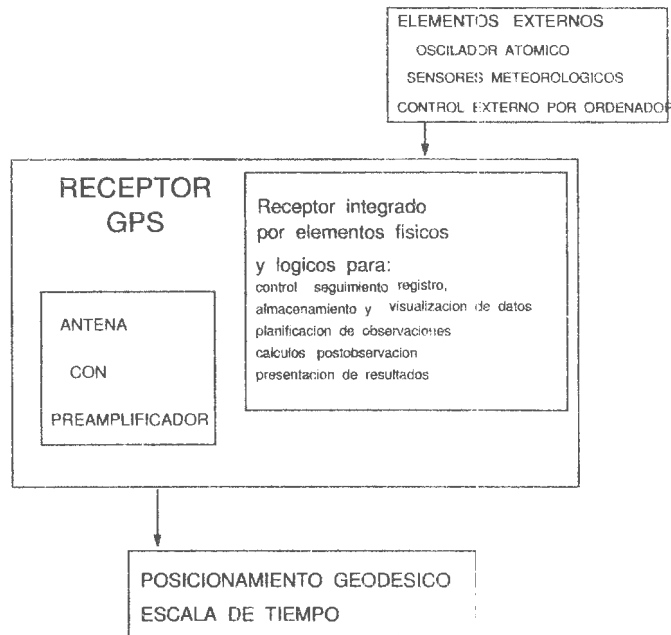 ELEMENTOS EXTERNOS
OSCILADOR ATOMICO
SENSORES METEOROLOGICOS
CONTROL EXTERNO POR ORDENADOR
RECEPTOR
GPS
ANTENA
CON
PREAMPLIFICADOR
Receptor integrado
por elementos fisicos
y logicos para:
control seguimiento registro,
almacenamiento y visualizacion de datos
planificacion de observaciones
calculos postobservacion
presentacion de resultados
POSICIONAMIENTO GEODESICO
ESCALA DE TIEMPO